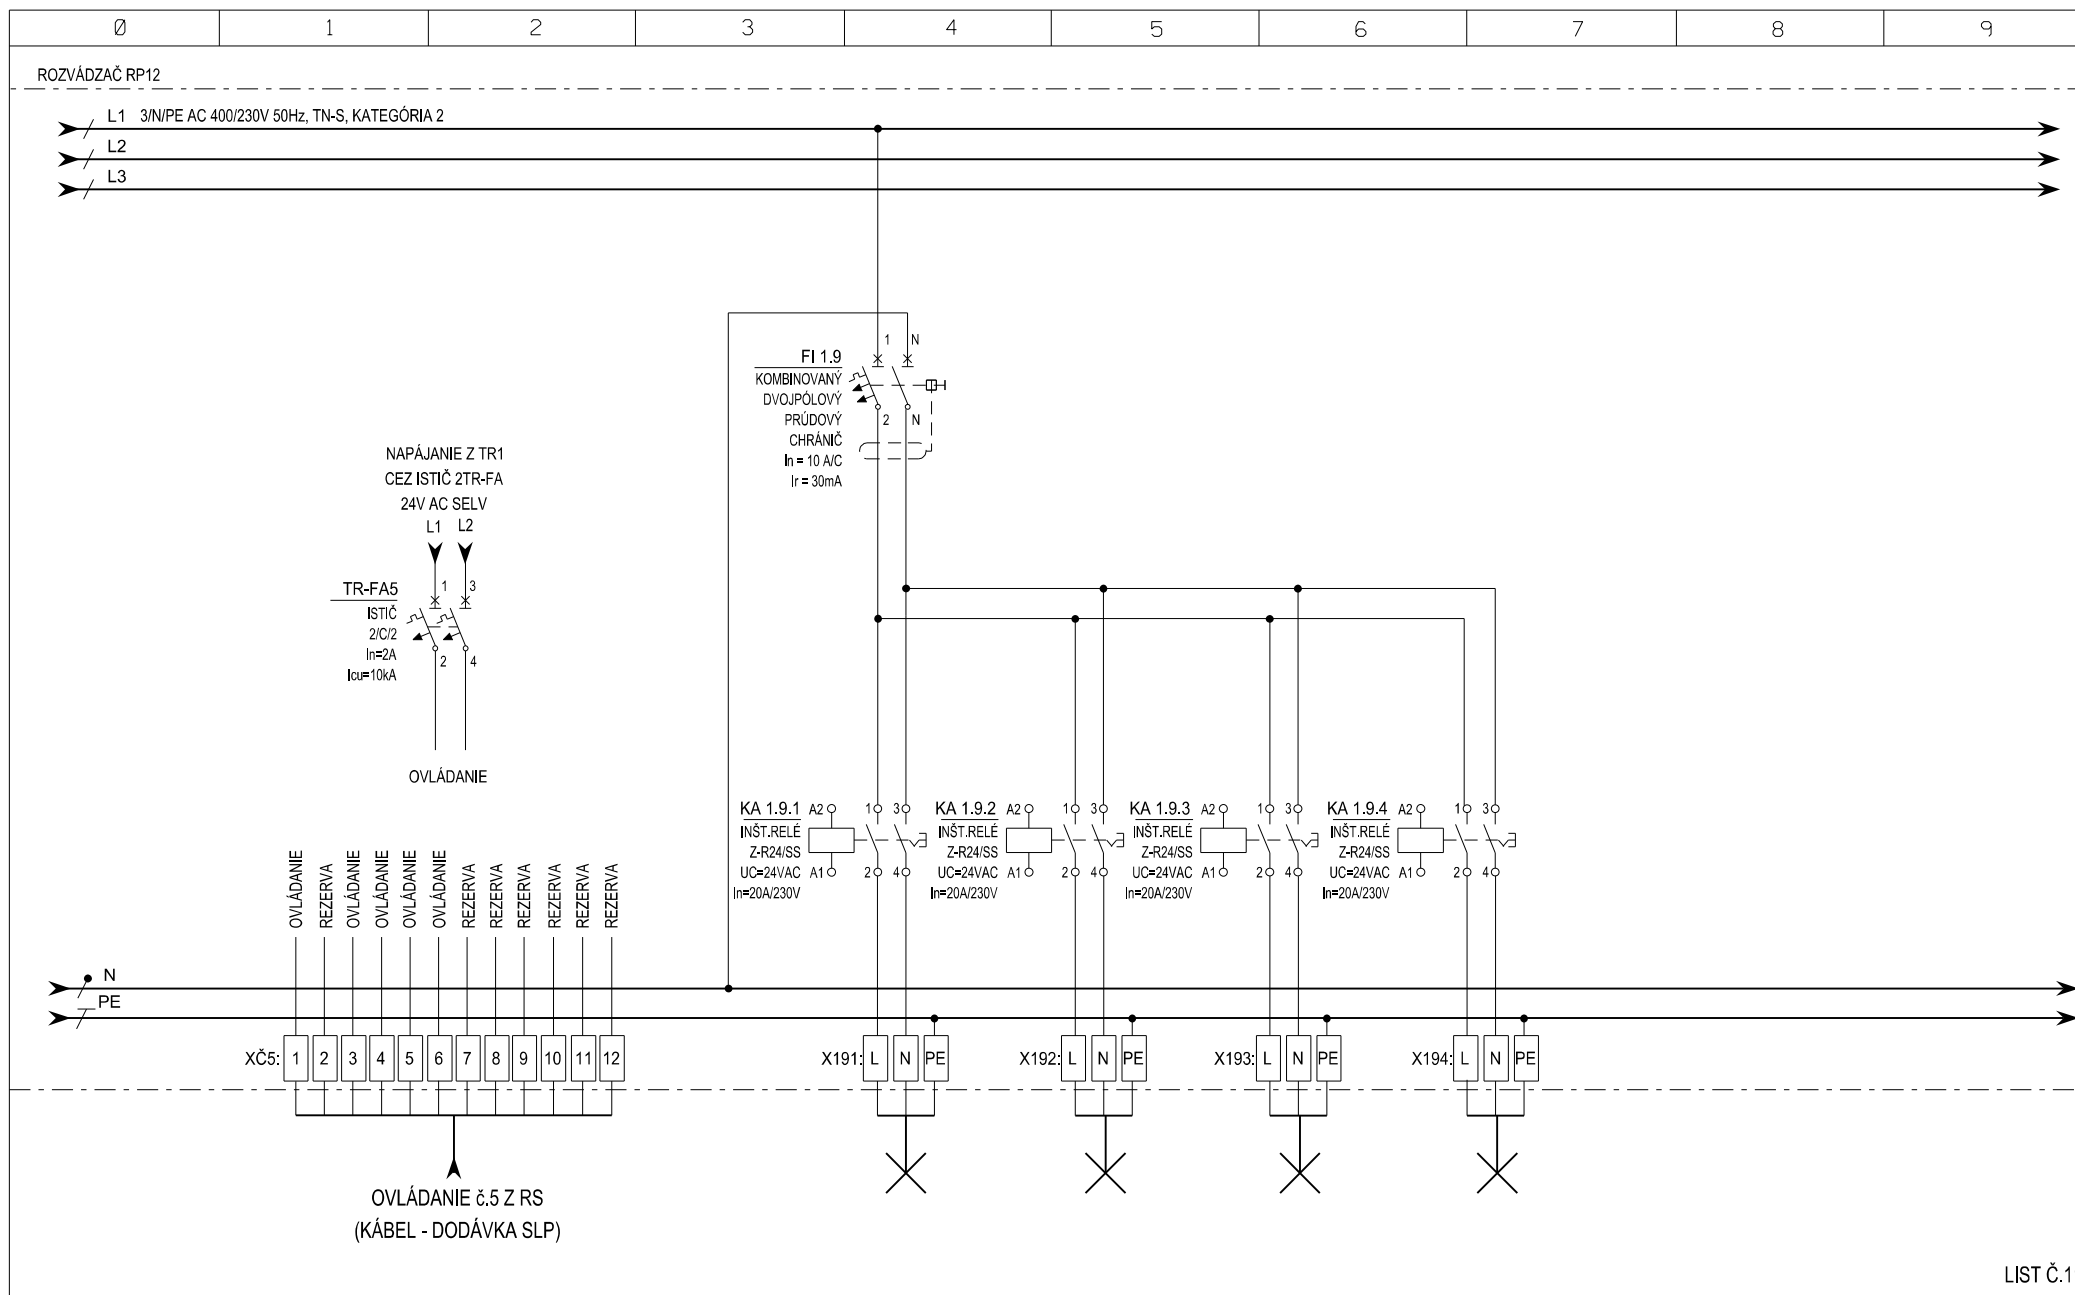 Ø 1 2 3 4 5 6 7 8 9
ROZVÁDZAČ RP12
L1 3/N/PE AC 400/230V 50Hz, TN-S, KATEGÓRIA 2
L2
L3
1 N
FI 1.9
KOMBINOVANÝ
DVOJPÓLOVÝ
PRÚDOVÝ
CHRÁNIČ
In = 10 A/C
Ir = 30mA
2 N
NAPÁJANIE Z TR1
CEZ ISTIČ 2TR-FA
24V AC SELV
L1 L2
TR-FA5
ISTIČ
2/C/2
In=2A
Icu=10kA
1 3
2 4
OVLÁDANIE
KA 1.9.1
INŠT.RELÉ
Z-R24/SS
UC=24VAC
In=20A/230V
A2 1 3
A1 2 4
KA 1.9.2
INŠT.RELÉ
Z-R24/SS
UC=24VAC
In=20A/230V
A2 1 3
A1 2 4
KA 1.9.3
INŠT.RELÉ
Z-R24/SS
UC=24VAC
In=20A/230V
A2 1 3
A1 2 4
KA 1.9.4
INŠT.RELÉ
Z-R24/SS
UC=24VAC
In=20A/230V
A2 1 3
A1 2 4
OVLÁDANIE
REZERVA
OVLÁDANIE
OVLÁDANIE
OVLÁDANIE
OVLÁDANIE
REZERVA
REZERVA
REZERVA
REZERVA
REZERVA
REZERVA
N
PE
XČ5: 1 2 3 4 5 6 7 8 9 10 11 12
X191: L N PE
X192: L N PE
X193: L N PE
X194: L N PE
OVLÁDANIE č.5 Z RS
(KÁBEL - DODÁVKA SLP)
LIST Č.1